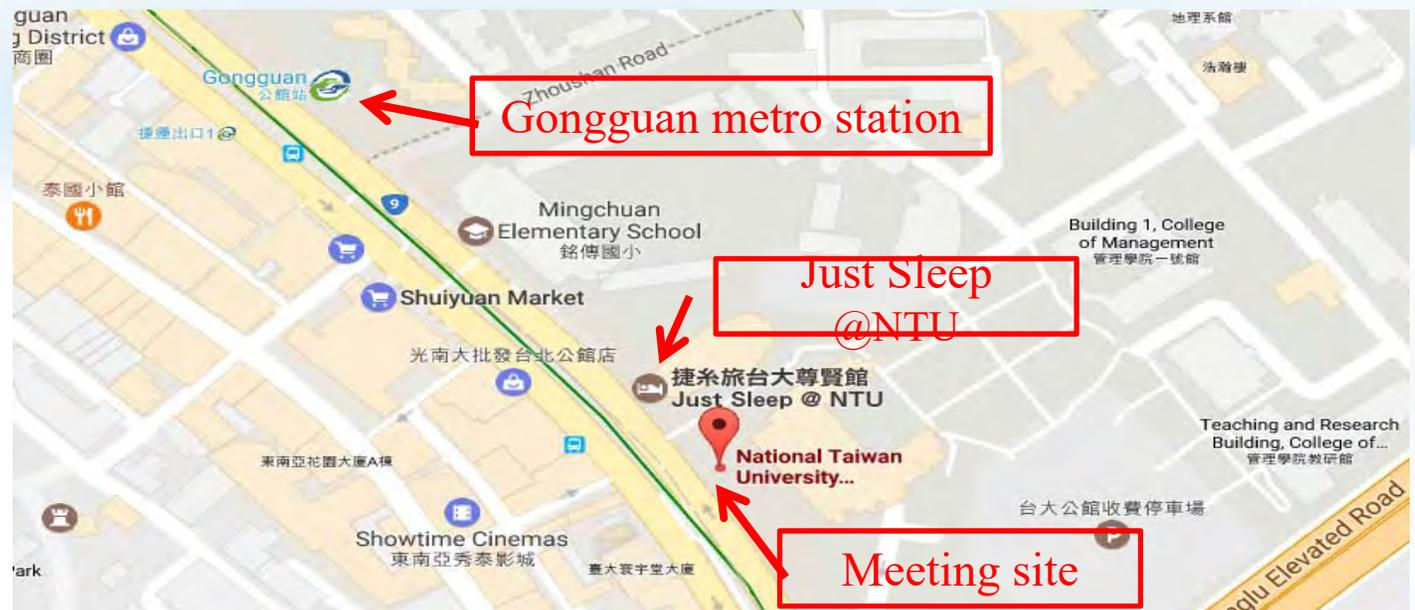 guan
g District
商圈
Gongguan
公館站
捷運出口1
Zhoushan Road
地理系館
浩瀚樓
Gongguan metro station
泰國小館
9
Mingchuan
Elementary School
銘傳國小
Building 1, College
of Management
管理學院一號館
Just Sleep
@NTU
Shuiyuan Market
光南大批發台北公館店
捷糸旅台大尊賢館
Just Sleep @ NTU
National Taiwan
University...
Teaching and Research
Building, College of...
管理學院教研館
東南亞花園大廈A棟
台大公館收費停車場
P
Showtime Cinemas
東南亞秀泰影城
臺大寰宇堂大廈
Park
Meeting site
glu Elevated Road